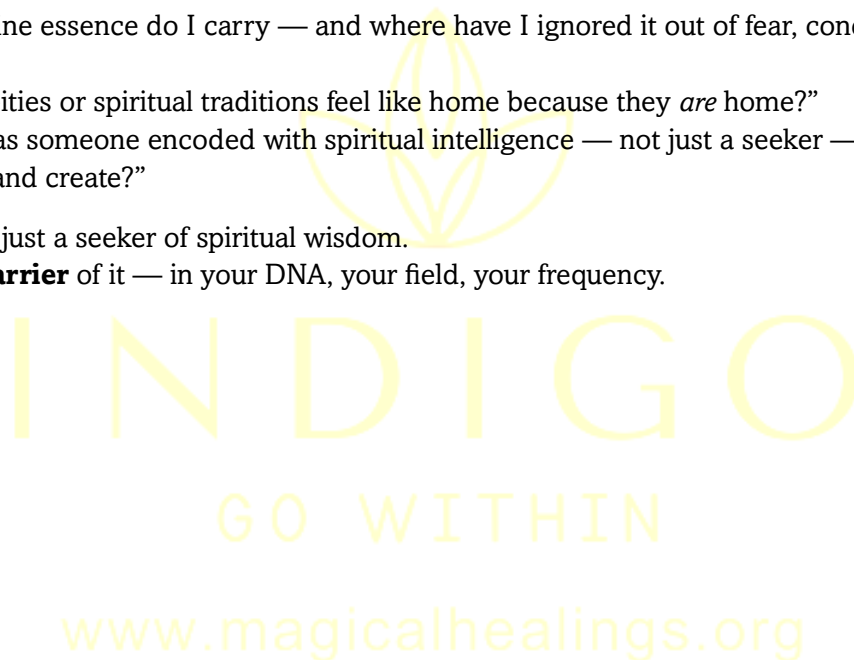 ne essence do I carry — and where have I ignored it out of fear,
ities or spiritual traditions feel like home because they are home?”
as someone encoded with spiritual intelligence — not just a seeker —
and create?”
just a seeker of spiritual wisdom.
arrier of it — in your DNA, your field, your frequency.
INDIGO
GO WITHIN
www.magicalhealings.org